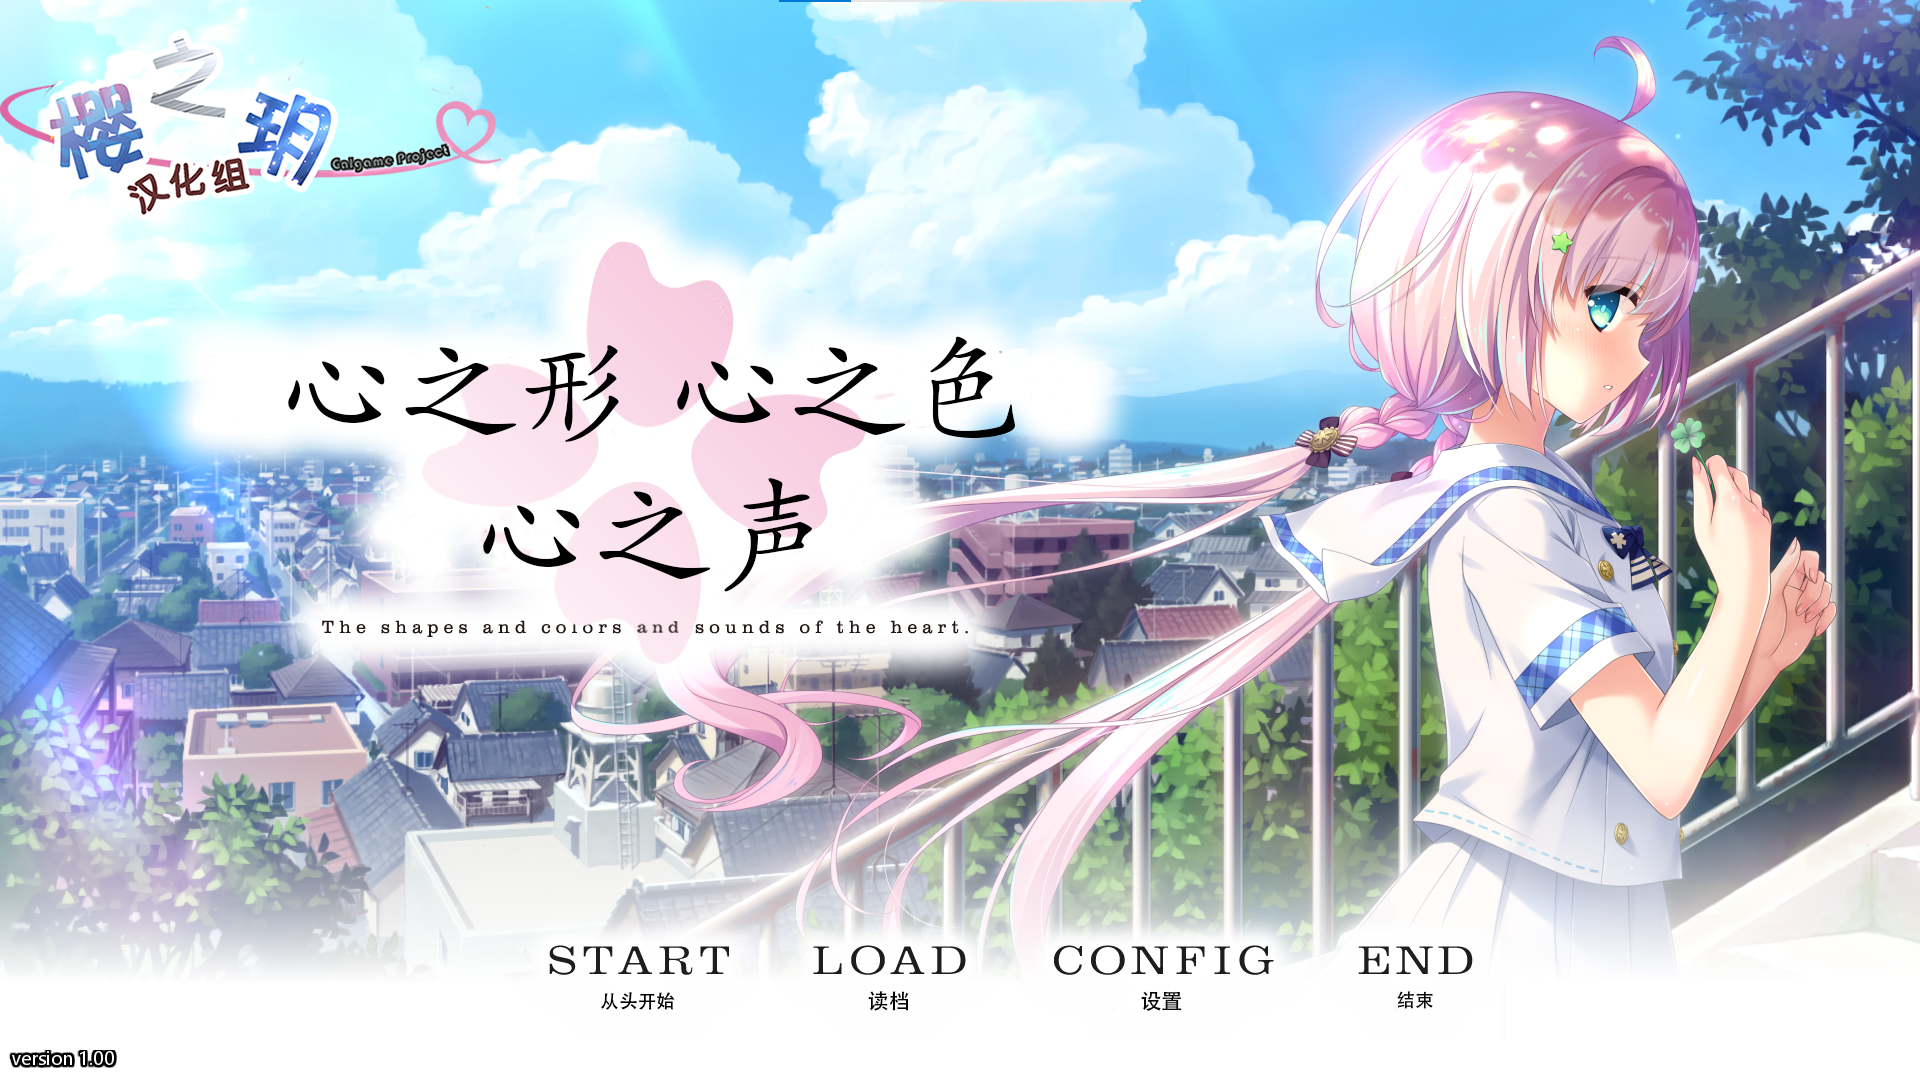 樱之玥
汉化组
Galgame Project
心之形 心之色
心之声
The shapes and colors and sounds of the heart.
START LOAD CONFIG END
从头开始 读档 设置 结束
version 1.00